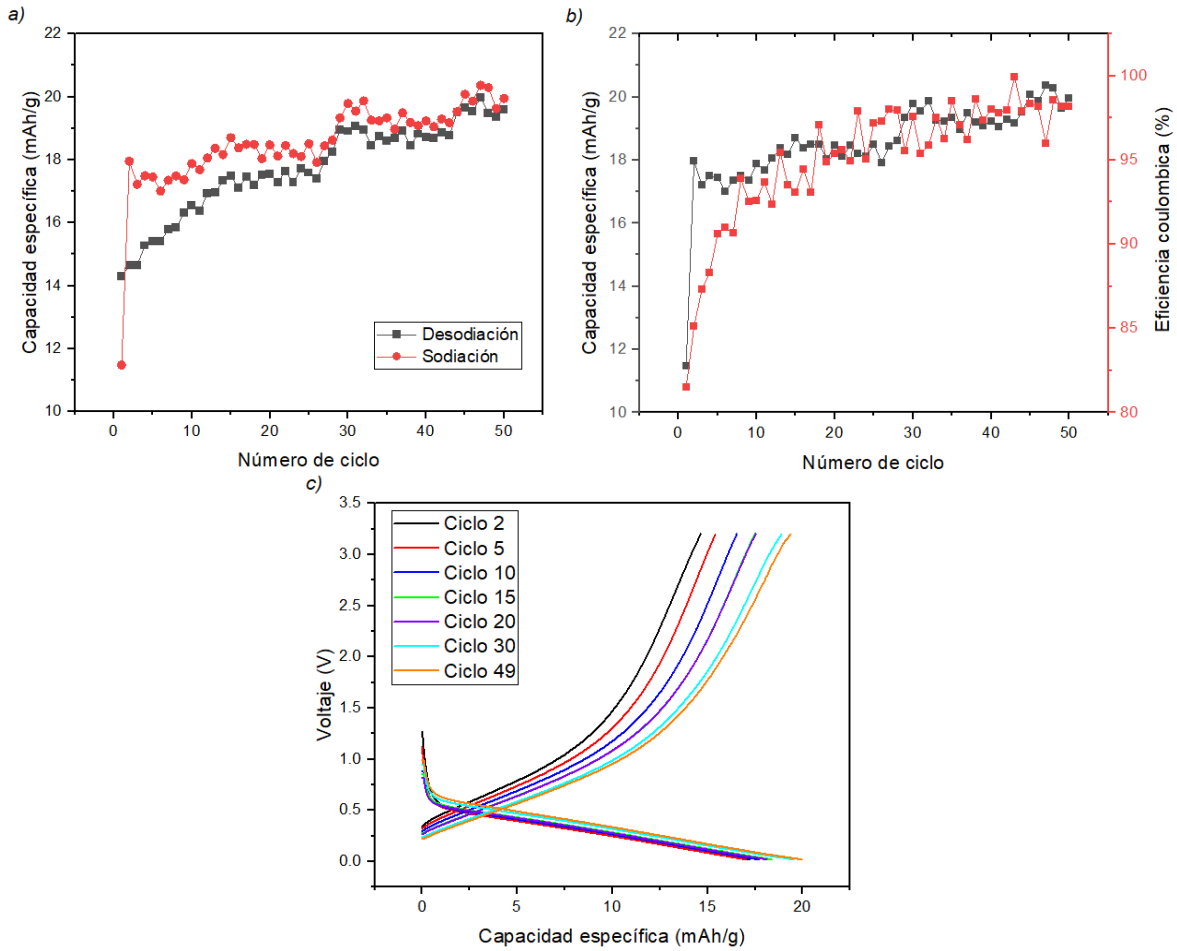 a)
Capacidad específica (mAh/g)
22
20
18
16
14
12
10
0
10
20
30
40
50
Número de ciclo
Desodiación
Sodiación
b)
Capacidad específica (mAh/g)
22
20
18
16
14
12
10
0
10
20
30
40
50
Número de ciclo
100
95
90
85
80
Eficiencia coulombica (%)
c)
Voltaje (V)
3.5
3.0
2.5
2.0
1.5
1.0
0.5
0.0
Ciclo 2
Ciclo 5
Ciclo 10
Ciclo 15
Ciclo 20
Ciclo 30
Ciclo 49
0
5
10
15
20
Capacidad específica (mAh/g)